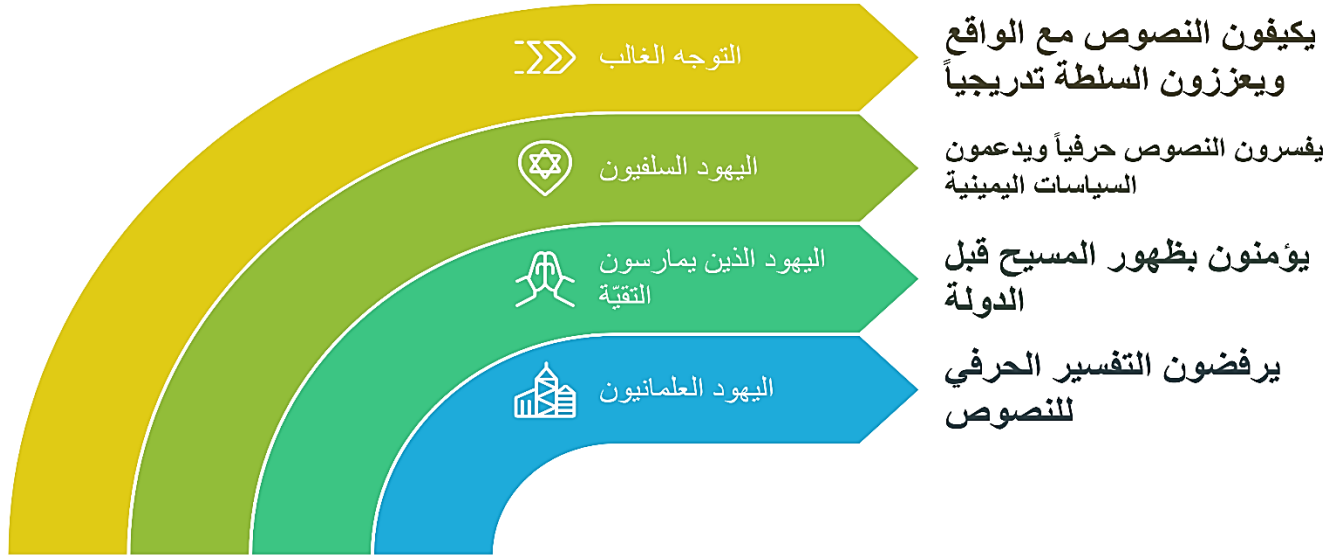 التوجه الغالب
يكيفون النصوص مع الواقع
ويعززون السلطة تدريجياً
اليهود السلفيون
يفسرون النصوص حرفياً ويدعمون
السياسات اليمينية
اليهود الذين يمارسون
التقيّة
يؤمنون بظهور المسيح قبل
الدولة
اليهود العلمانيون
يرفضون التفسير الحرفي
للنصوص